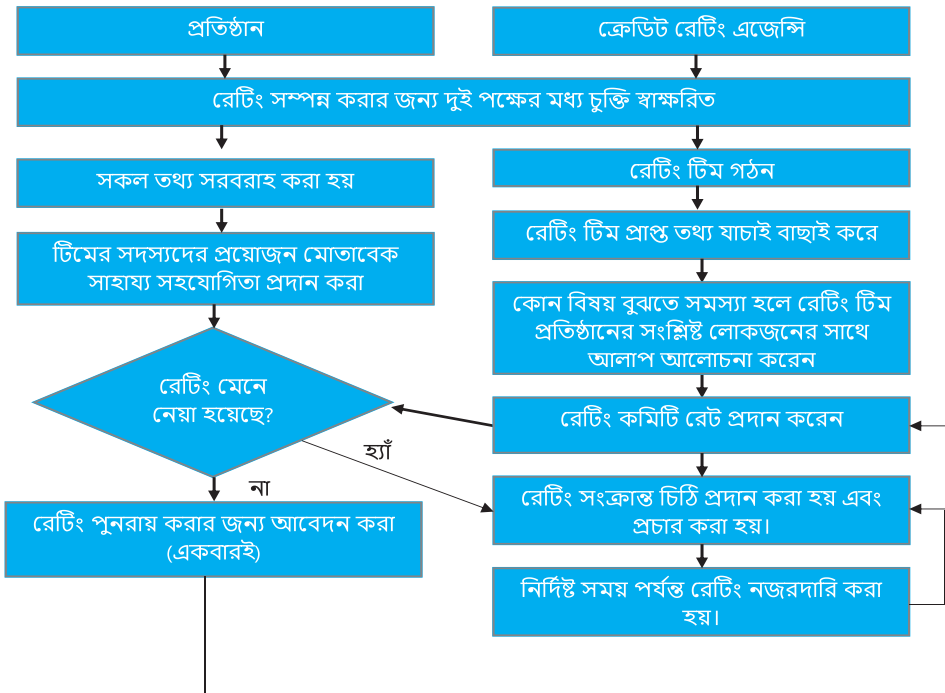 প্রতিষ্ঠান
ক্রেডিট রেটিং এজেন্সি
রেটিং সম্পন্ন করার জন্য দুই পক্ষের মধ্য চুক্তি স্বাক্ষরিত
সকল তথ্য সরবরাহ করা হয়
রেটিং টিম গঠন
রেটিং টিম প্রাপ্ত তথ্য যাচাই বাছাই করে
টিমের সদস্যদের প্রয়োজন মোতাবেক
সাহায্য সহযোগিতা প্রদান করা
কোন বিষয় বুঝতে সমস্যা হলে রেটিং টিম
প্রতিষ্ঠানের সংশ্লিষ্ট লোকজনের সাথে
আলাপ আলোচনা করেন
রেটিং মেনে
নেয়া হয়েছে?
রেটিং কমিটি রেট প্রদান করেন
হ্যাঁ
না
রেটিং সংক্রান্ত চিঠি প্রদান করা হয় এবং
প্রচার করা হয়।
রেটিং পুনরায় করার জন্য আবেদন করা
(একবারই)
নির্দিষ্ট সময় পর্যন্ত রেটিং নজরদারি করা
হয়।